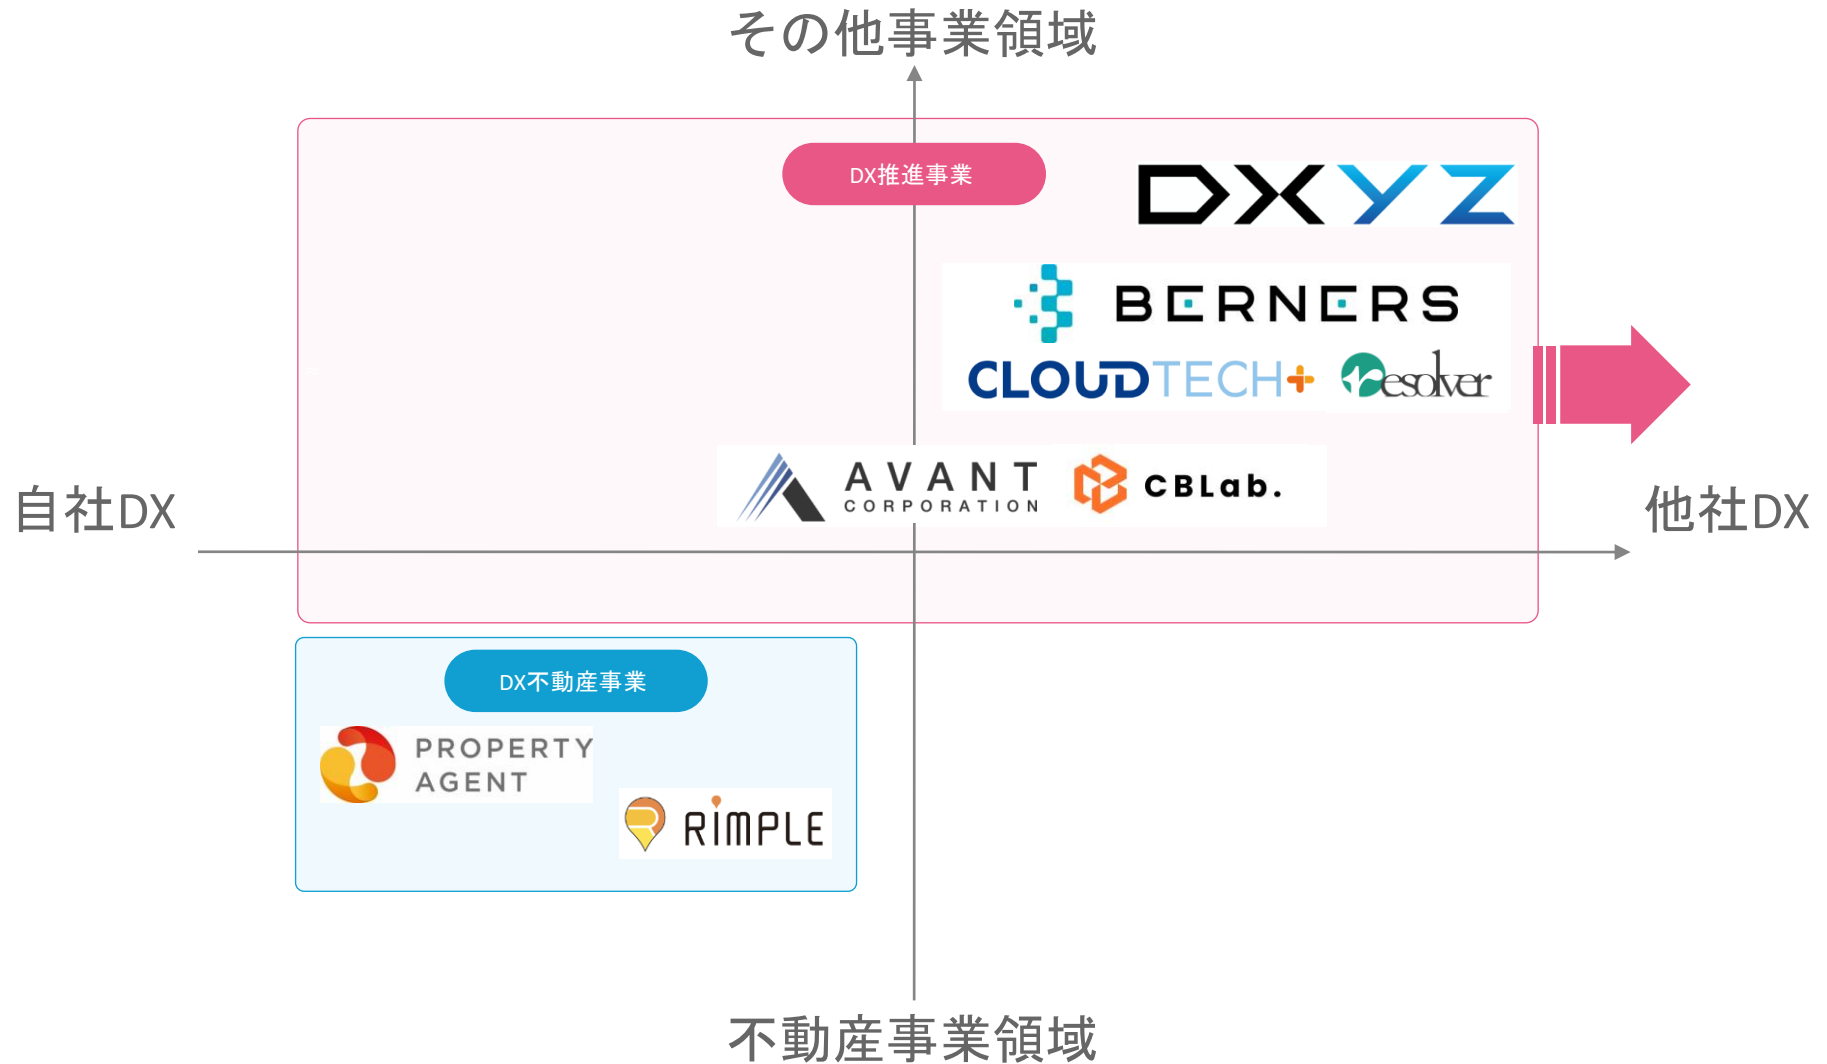 その他事業領域
DX推進事業
DXYZ
BERNERS
CLOUDTECH+
Resolver
AVANT
CORPORATION
CBLab.
自社DX
他社DX
DX不動産事業
PROPERTY
AGENT
RIMPLE
不動産事業領域